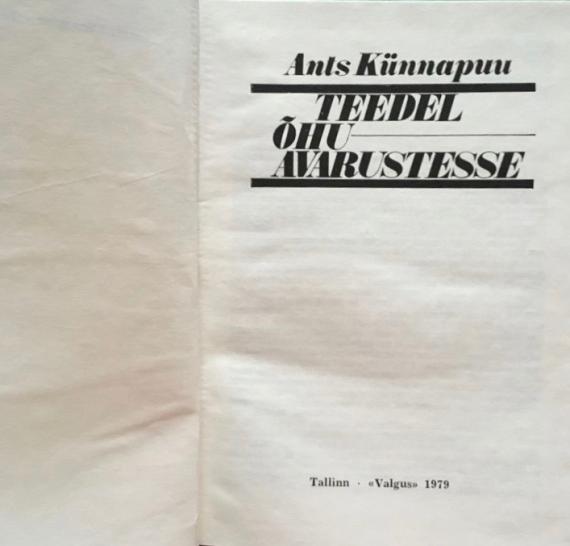 Ants Künnapuu
TEEDEL
ÕHU
AVARUSTESSE
Tallinn · «Valgus» 1979